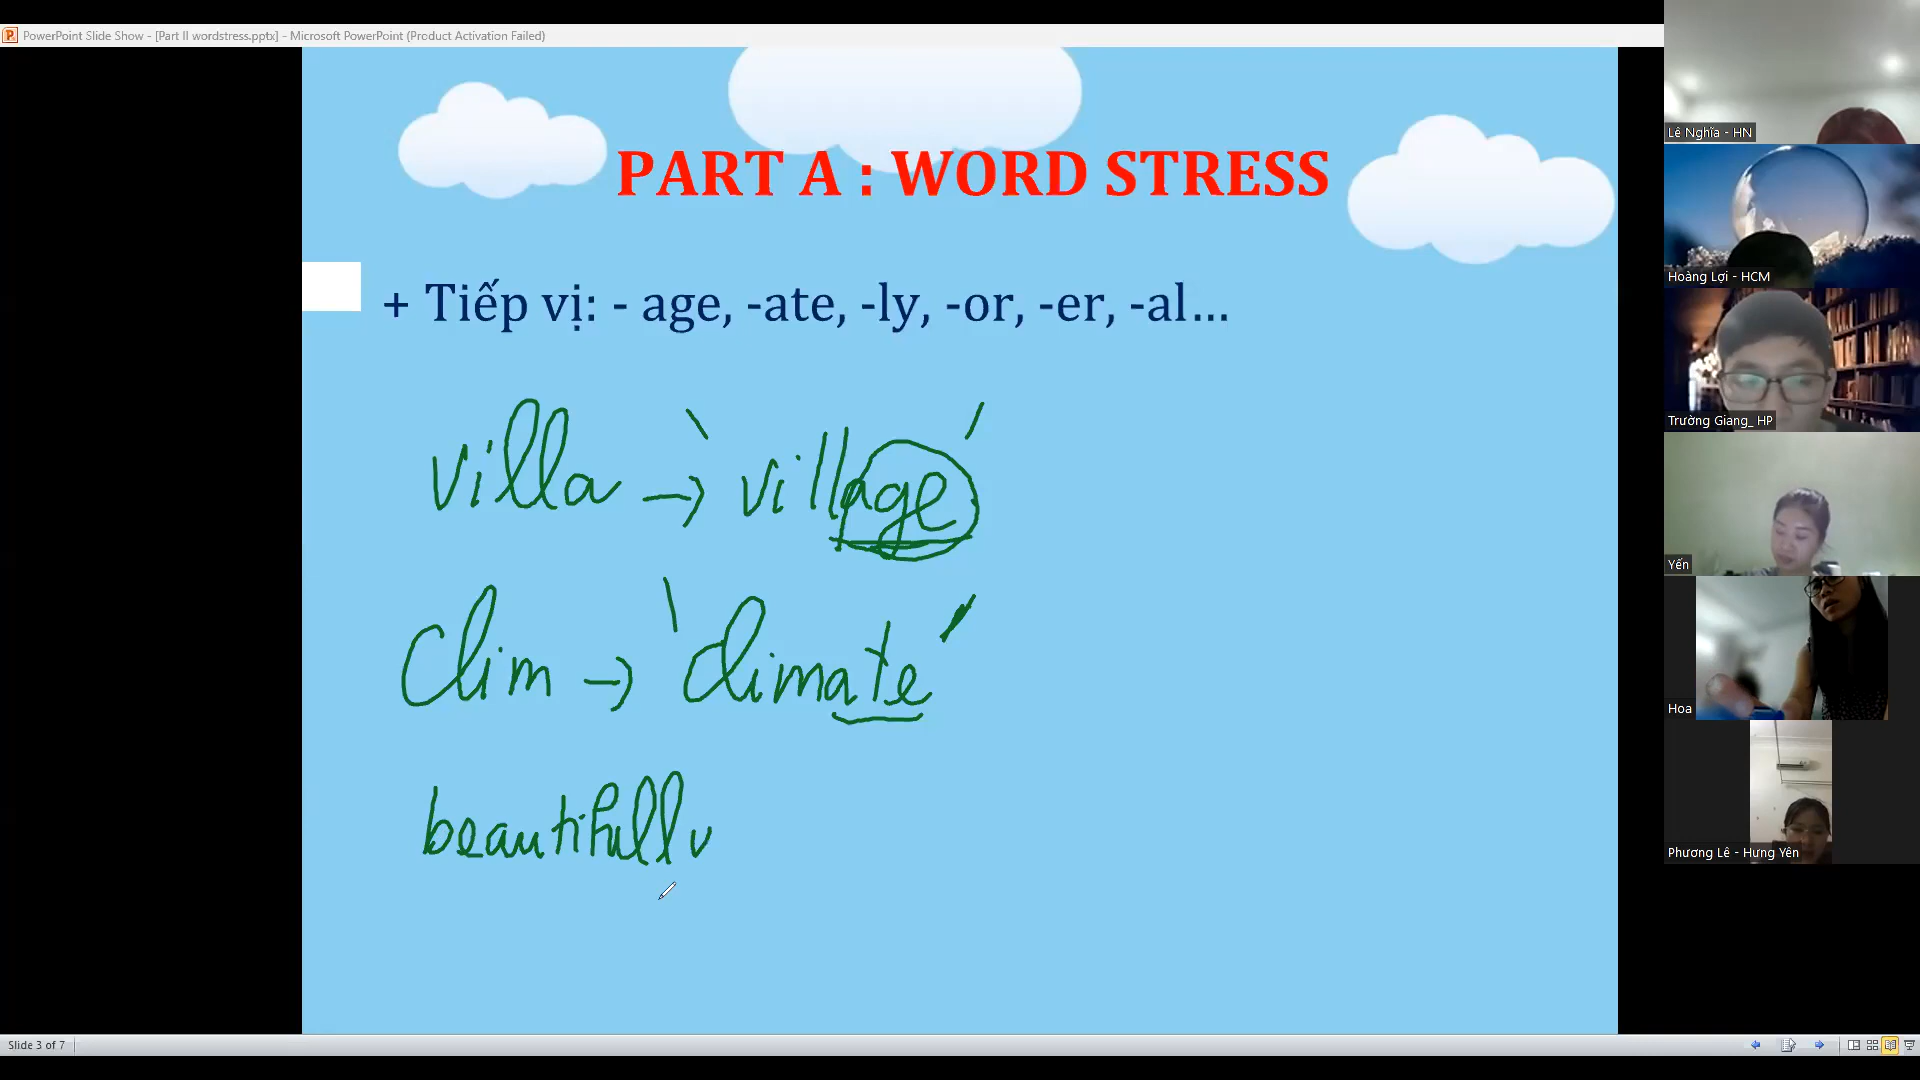 PowerPoint Slide Show - [Part II wordstress.pptx] - Microsoft PowerPoint (Product Activation Failed)
PART A : WORD STRESS
+ Tiếp vị: - age, -ate, -ly, -or, -er, -al...
villa → village
Clim → climate
beautifully
Lê Nghĩa - HN
Hoàng Lợi - HCM
Trường Giang_ HP
Yến
Hoa
Phương Lê - Hưng Yên
Slide 3 of 7